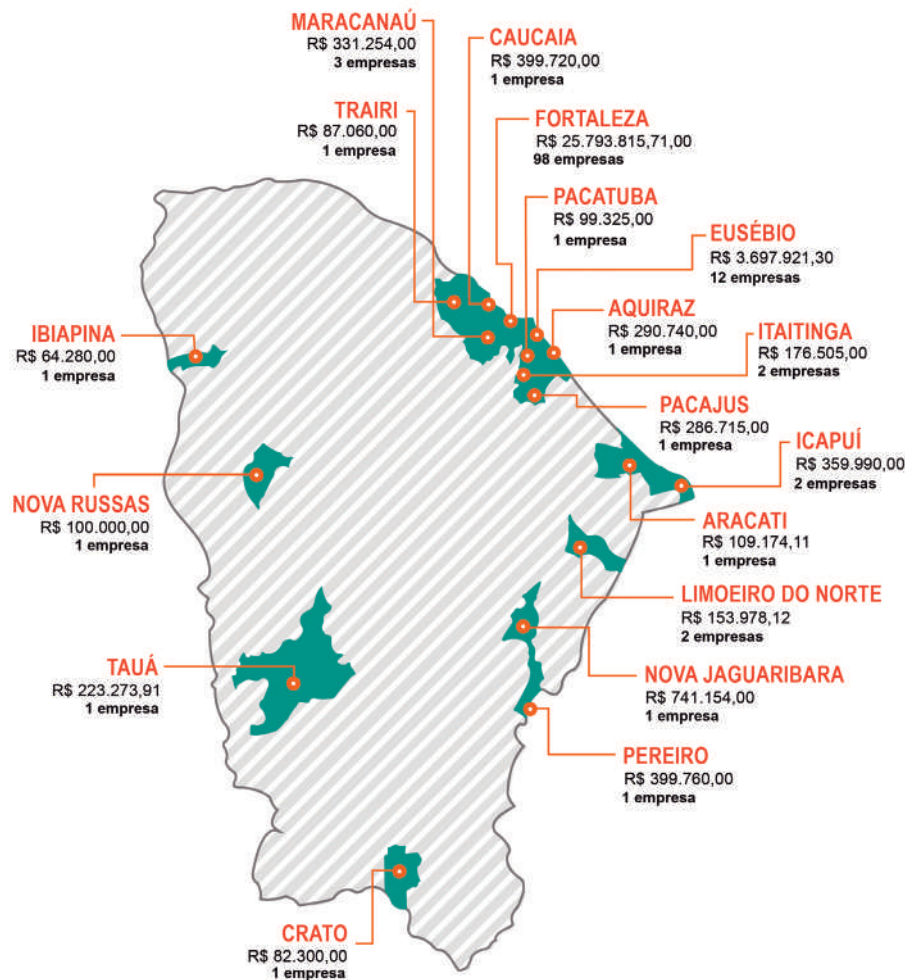 MARACANAÚ
R$ 331.254,00
3 empresas
CAUCAIA
R$ 399.720,00
1 empresa
TRAIRI
R$ 87.060,00
1 empresa
FORTALEZA
R$ 25.793.815,71,00
98 empresas
PACATUBA
R$ 99.325,00
1 empresa
EUSÉBIO
R$ 3.697.921,30
12 empresas
AQUIRAZ
R$ 290.740,00
1 empresa
ITAITINGA
R$ 176.505,00
2 empresas
IBIAPINA
R$ 64.280,00
1 empresa
PACAJUS
R$ 286.715,00
1 empresa
ICAPUÍ
R$ 359.990,00
2 empresas
NOVA RUSSAS
R$ 100.000,00
1 empresa
ARACATI
R$ 109.174,11
1 empresa
LIMOEIRO DO NORTE
R$ 153.978,12
2 empresas
TAUÁ
R$ 223.273,91
1 empresa
NOVA JAGUARIBARA
R$ 741.154,00
1 empresa
PEREIRO
R$ 399.760,00
1 empresa
CRATO
R$ 82.300,00
1 empresa